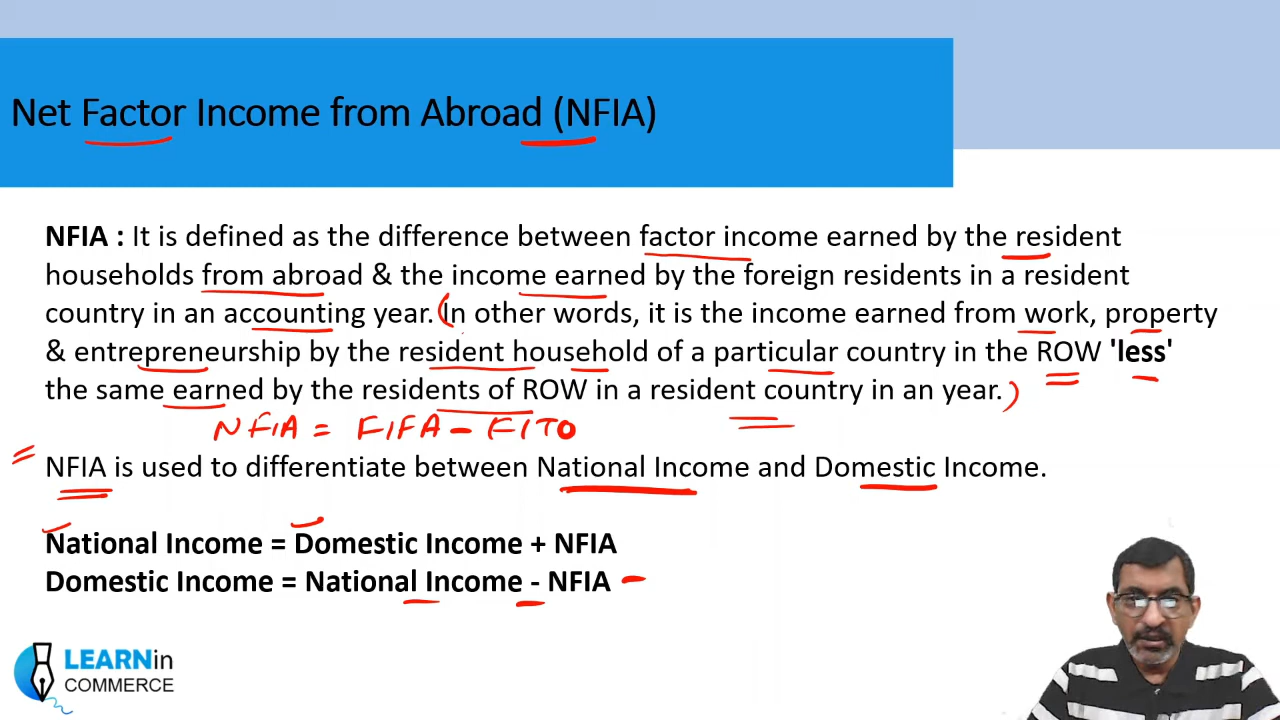 Net Factor Income from Abroad (NFIA)
NFIA : It is defined as the difference between factor income earned by the resident
households from abroad & the income earned by the foreign residents in a resident
country in an accounting year. (In other words, it is the income earned from work, property
& entrepreneurship by the resident household of a particular country in the ROW 'less'
the same earned by the residents of ROW in a resident country in an year. )
NFIA = FIFA - FITO
NFIA is used to differentiate between National Income and Domestic Income.
National Income = Domestic Income + NFIA
Domestic Income = National Income - NFIA
LEARNin
COMMERCE